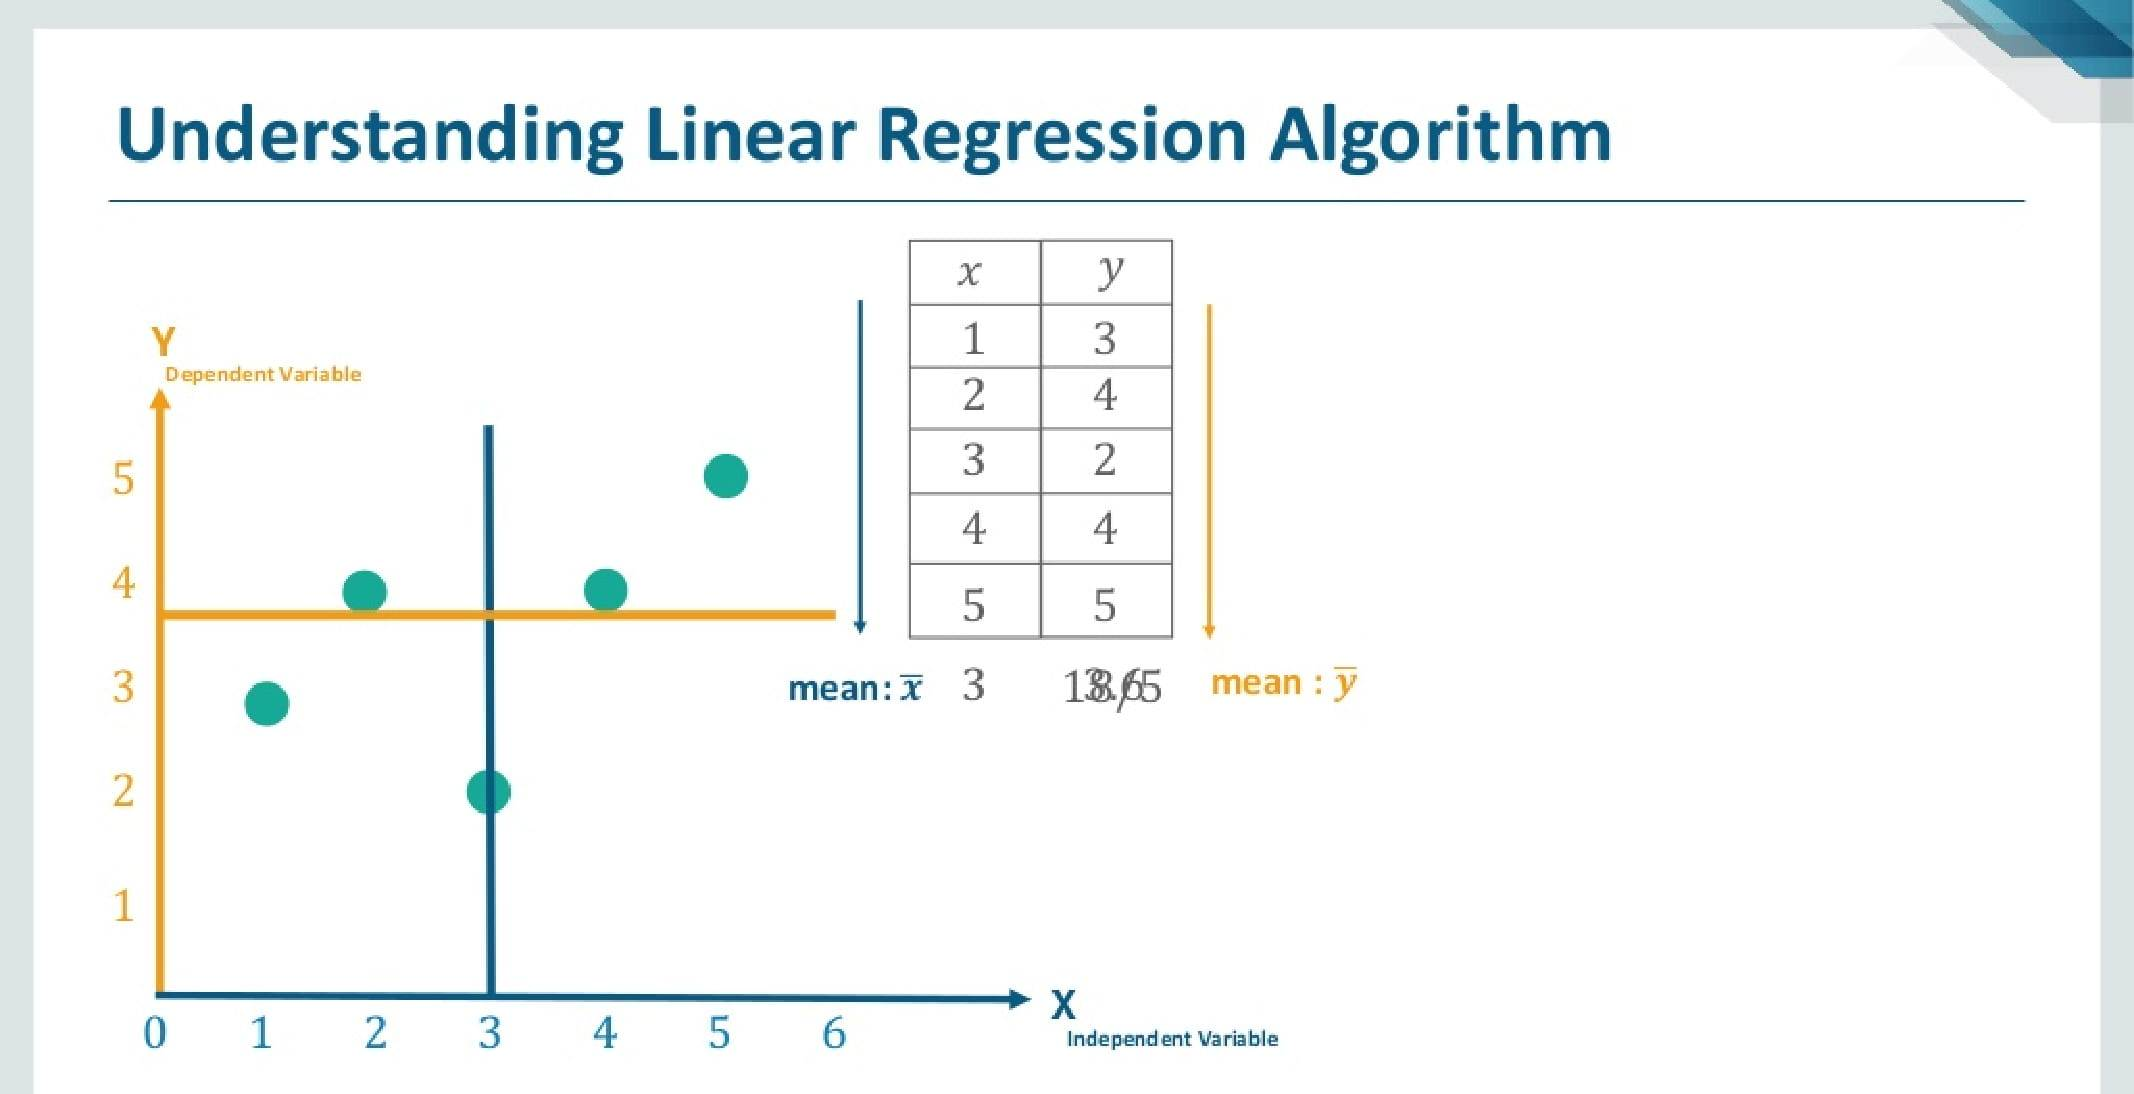 Understanding Linear Regression Algorithm
x y
1 3
2 4
3 2
4 4
5 5
mean: x̅ 3 mean : y̅
Y
Dependent Variable
5
4
3
2
1
0 1 2 3 4 5 6
X
Independent Variable